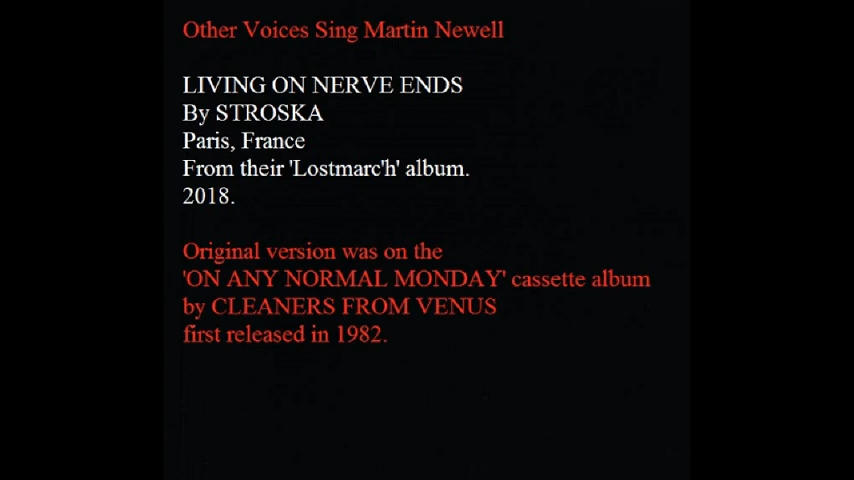 Other Voices Sing Martin Newell
LIVING ON NERVE ENDS
By STROSKA
Paris, France
From their 'Lostmarc'h' album.
2018.
Original version was on the
'ON ANY NORMAL MONDAY' cassette album
by CLEANERS FROM VENUS
first released in 1982.